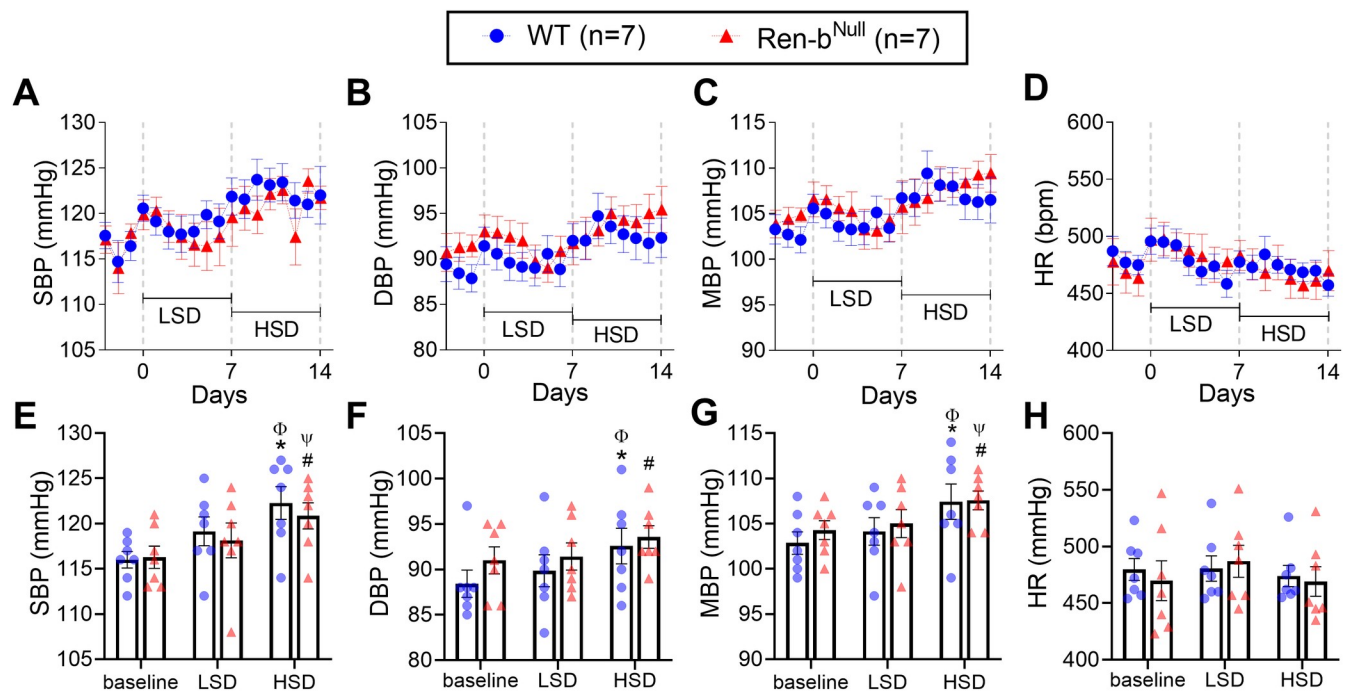 WT (n=7) Ren-b^Null (n=7)
A
SBP (mmHg)
130
125
120
115
110
105
LSD
HSD
0 7 14
Days
B
DBP (mmHg)
105
100
95
90
85
80
LSD
HSD
0 7 14
Days
C
MBP (mmHg)
115
110
105
100
95
90
LSD
HSD
0 7 14
Days
D
HR (bpm)
600
550
500
450
400
LSD
HSD
0 7 14
Days
E
SBP (mmHg)
130
125
120
115
110
105
Φ ψ
* #
baseline LSD HSD
F
DBP (mmHg)
105
100
95
90
85
80
Φ
* #
baseline LSD HSD
G
MBP (mmHg)
115
110
105
100
95
90
Φ ψ
* #
baseline LSD HSD
H
HR (mmHg)
600
550
500
450
400
baseline LSD HSD